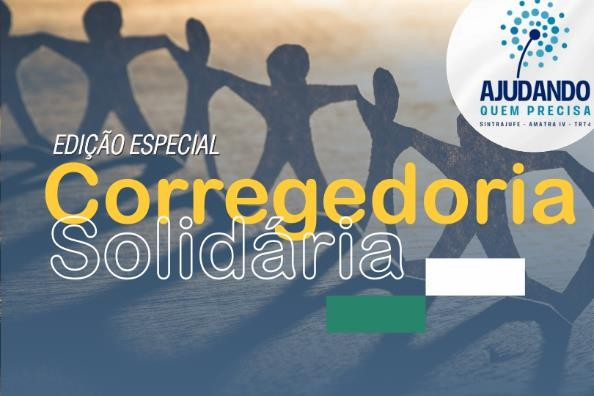 AJUDANDO
QUEM PRECISA
SINTRAJUFE - AMATRA IV - TRT4
EDIÇÃO ESPECIAL
Corregedoria
Solidária